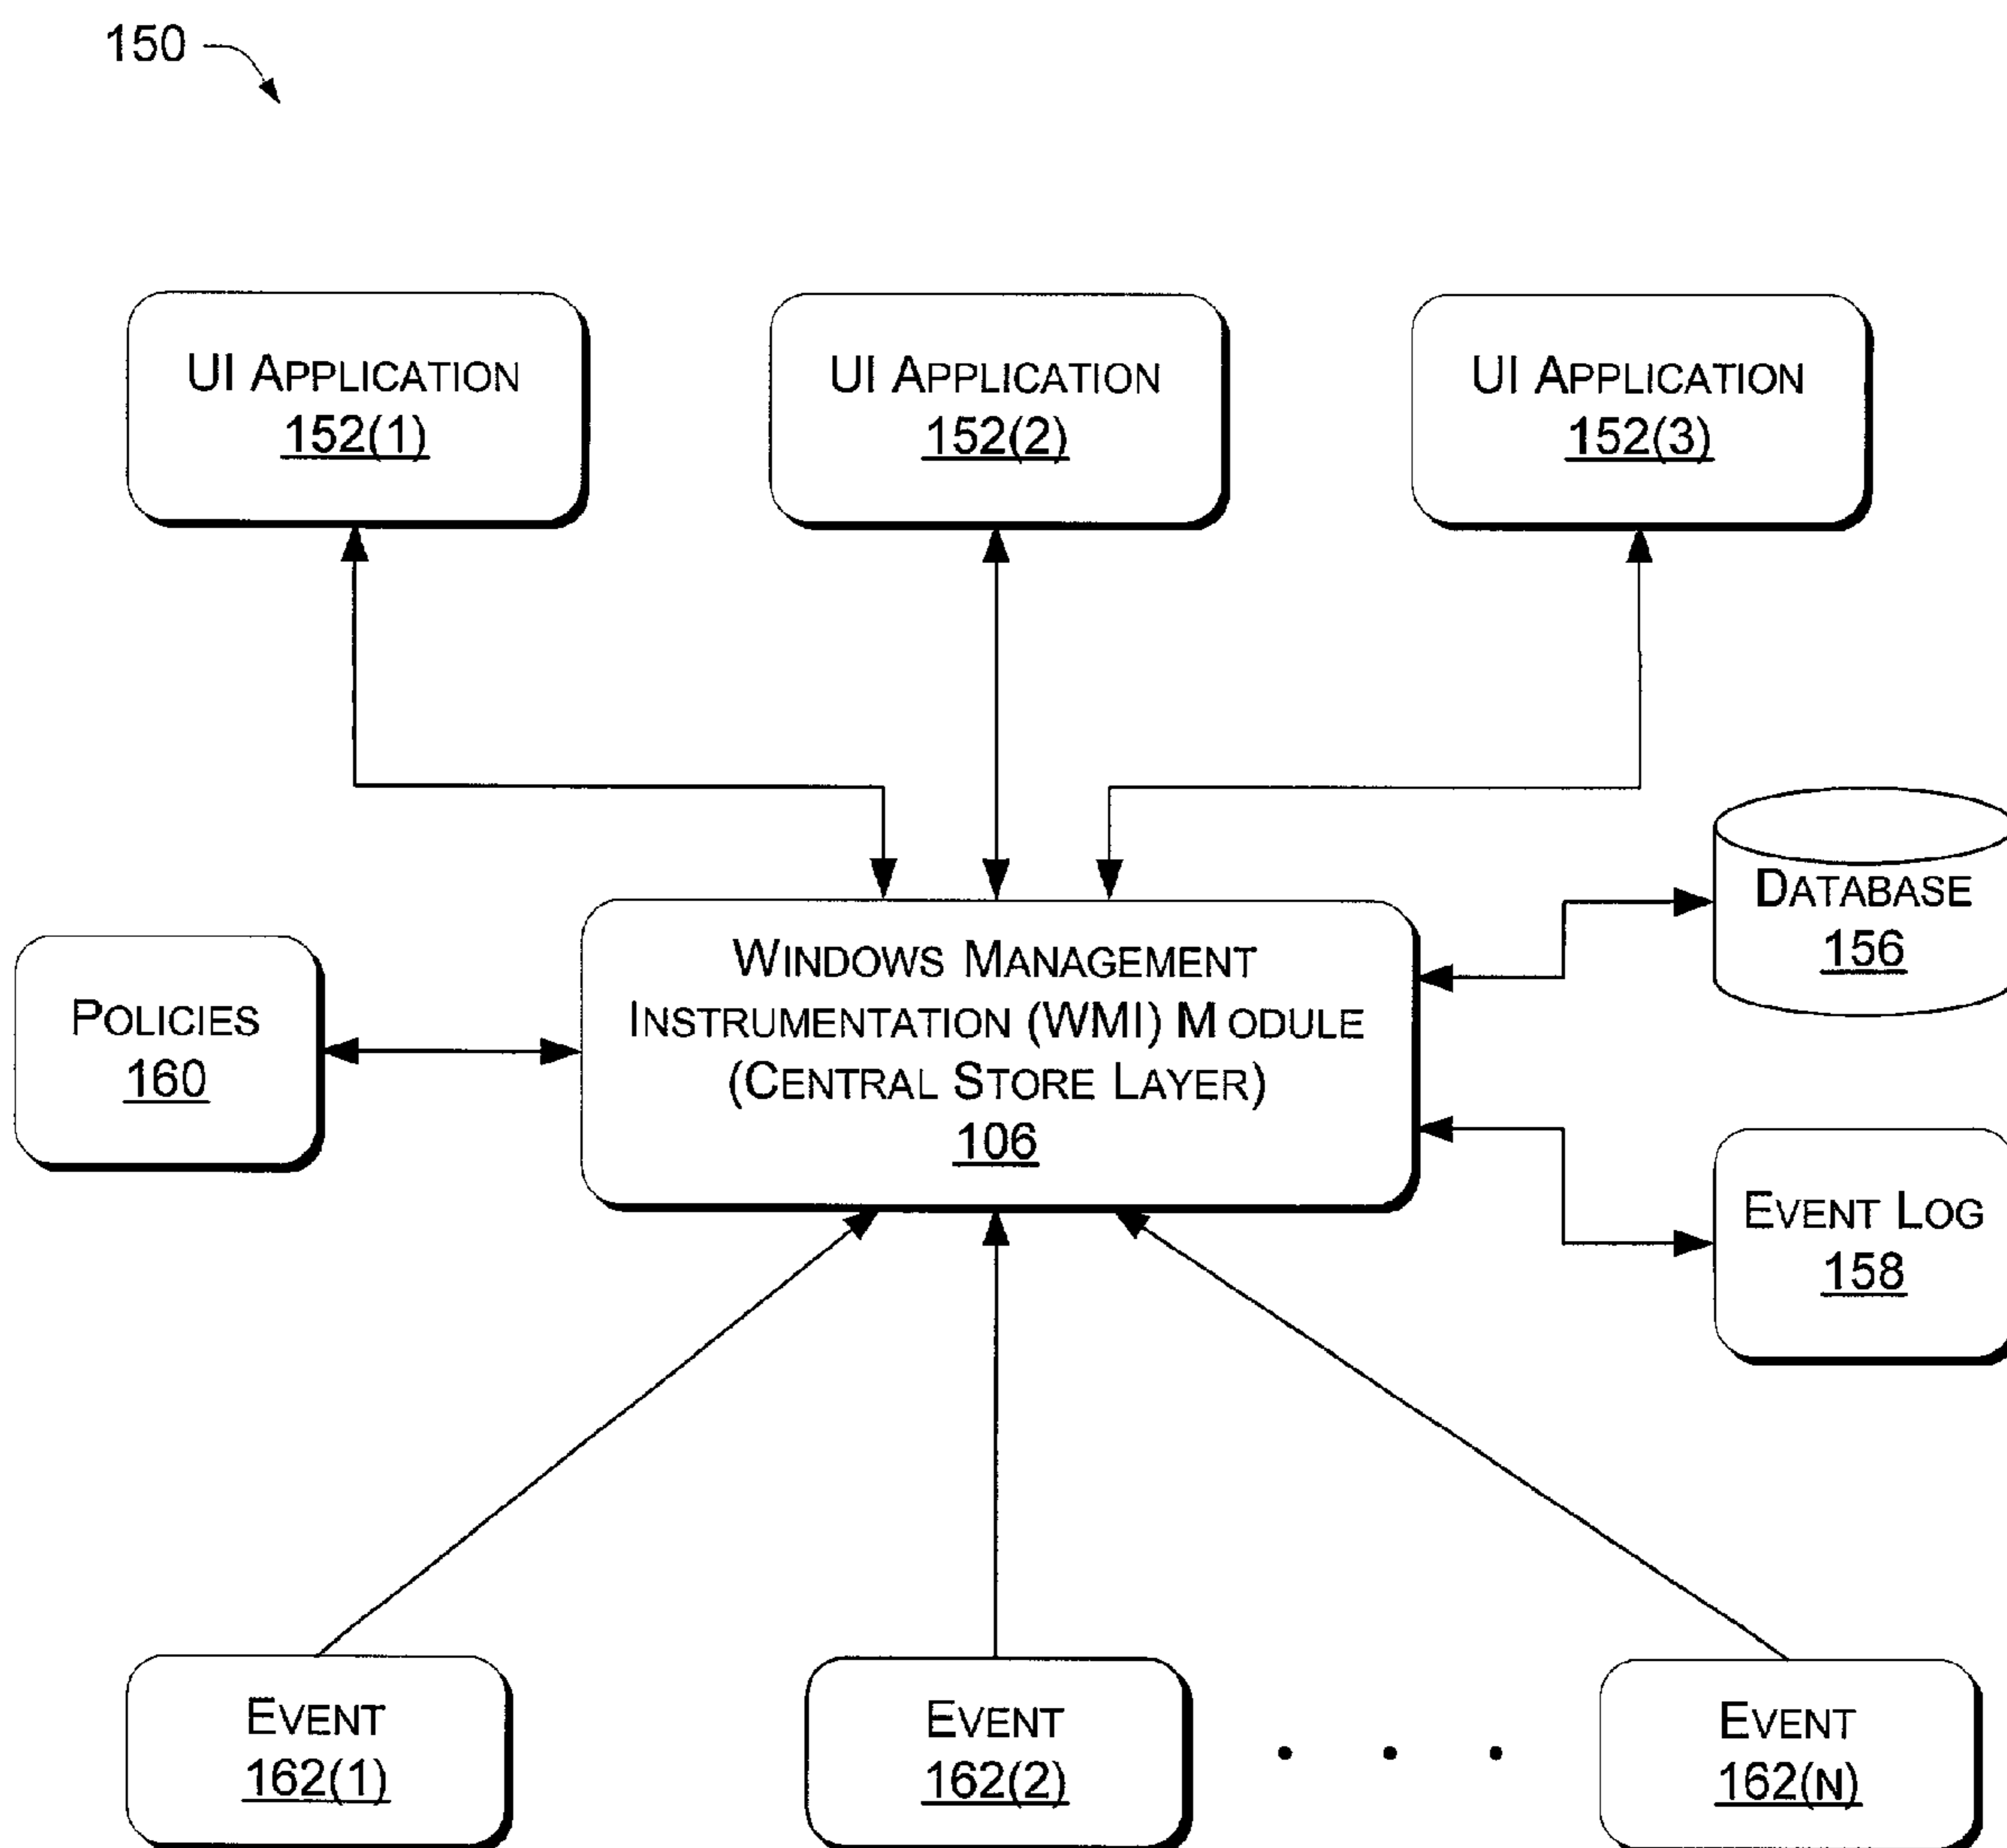 150
UI APPLICATION
152(1)
UI APPLICATION
152(2)
UI APPLICATION
152(3)
DATABASE
156
WINDOWS MANAGEMENT
INSTRUMENTATION (WMI) MODULE
(CENTRAL STORE LAYER)
106
POLICIES
160
EVENT LOG
158
EVENT
162(1)
EVENT
162(2)
. . .
EVENT
162(N)